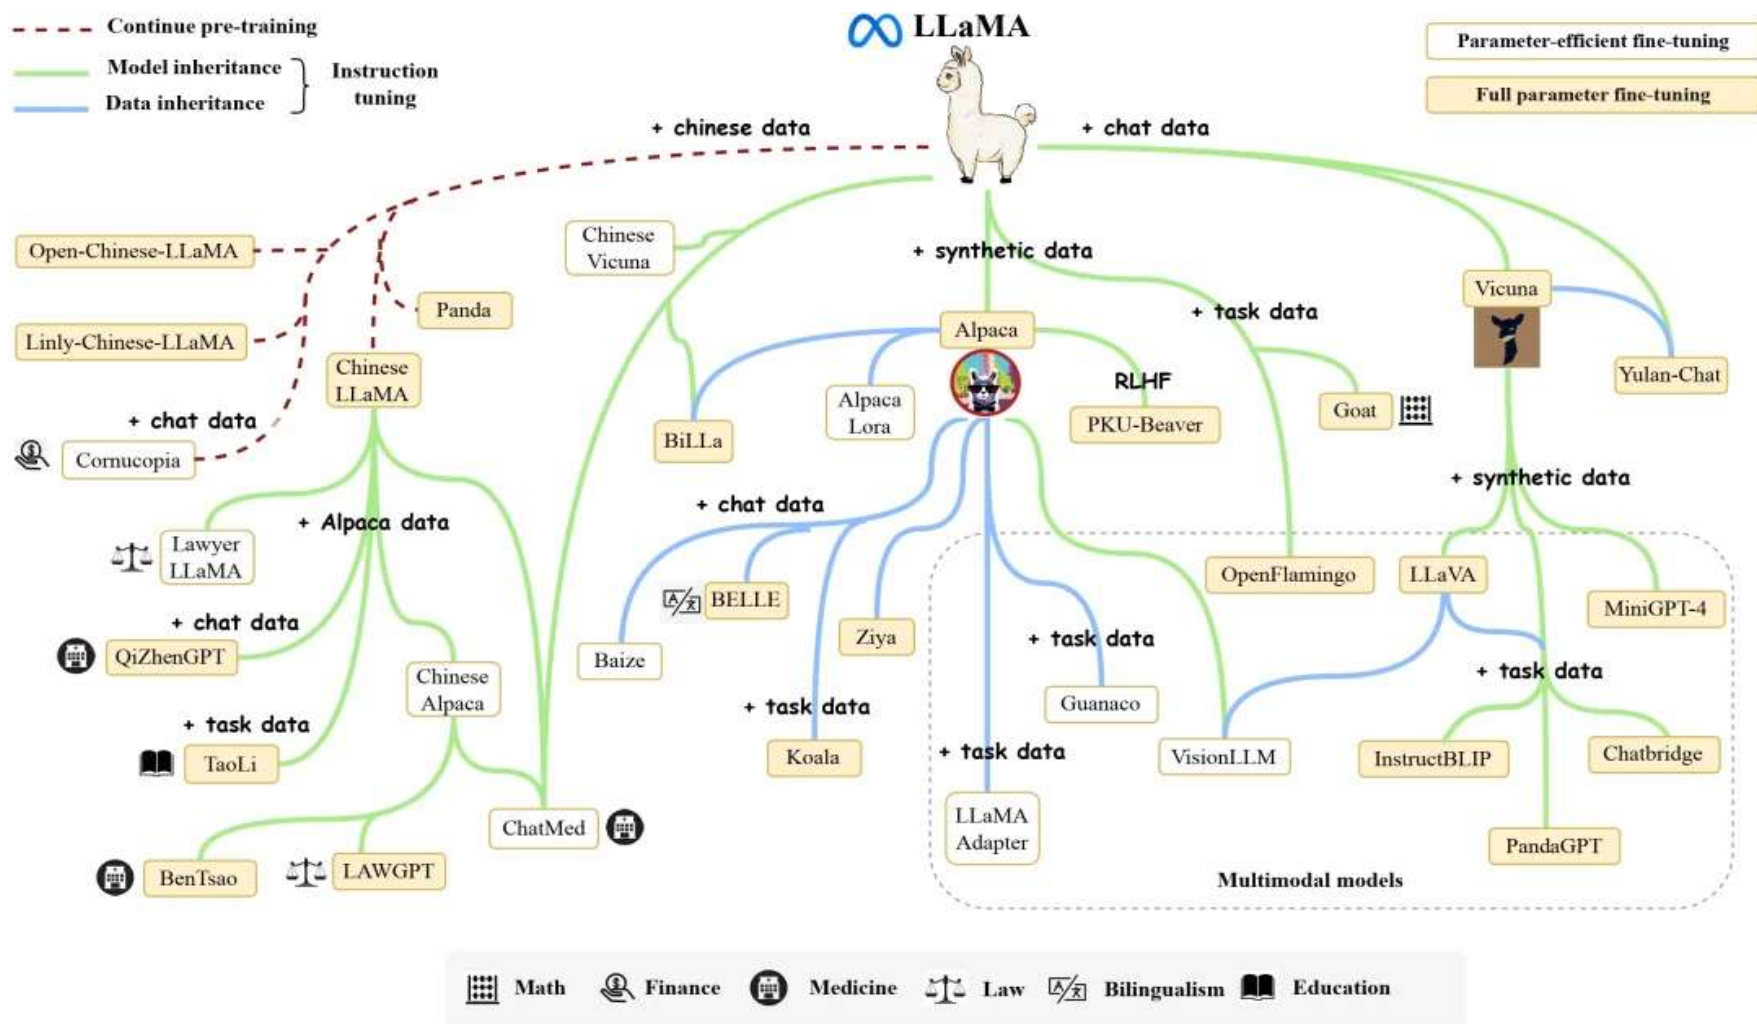 Continue pre-training
Model inheritance
Data inheritance
Instruction
tuning
LLaMA
Parameter-efficient fine-tuning
Full parameter fine-tuning
+ chinese data
+ chat data
Open-Chinese-LLaMA
Linly-Chinese-LLaMA
Panda
Chinese
LLaMA
+ chat data
Cornucopia
Chinese
Vicuna
+ synthetic data
Alpaca
+ task data
Vicuna
Yulan-Chat
BiLLa
Alpaca
Lora
RLHF
PKU-Beaver
Goat
Lawyer
LLaMA
+ Alpaca data
+ chat data
QiZhenGPT
+ task data
TaoLi
Chinese
Alpaca
BenTsao
LAWGPT
ChatMed
+ chat data
BELLE
Baize
Ziya
+ task data
Koala
+ task data
Guanaco
+ task data
LLaMA
Adapter
VisionLLM
OpenFlamingo
+ synthetic data
LLaVA
MiniGPT-4
+ task data
InstructBLIP
Chatbridge
PandaGPT
Multimodal models
Math
Finance
Medicine
Law
Bilingualism
Education